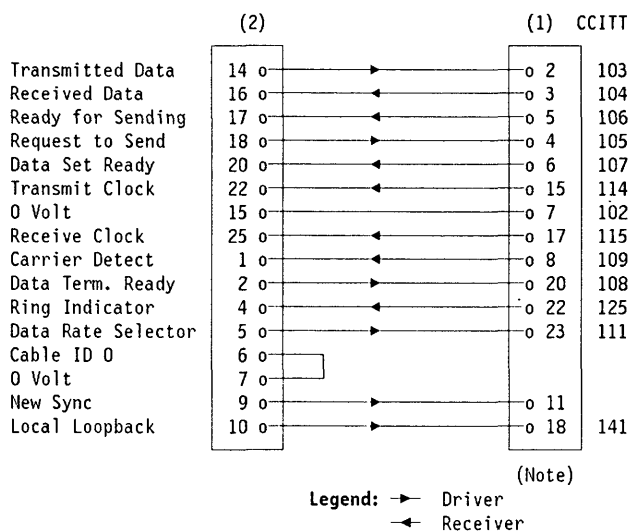 (2) (1) CCITT
Transmitted Data 14 o o 2 103
Received Data 16 o o 3 104
Ready for Sending 17 o o 5 106
Request to Send 18 o o 4 105
Data Set Ready 20 o o 6 107
Transmit Clock 22 o o 15 114
0 Volt 15 o o 7 102
Receive Clock 25 o o 17 115
Carrier Detect 1 o o 8 109
Data Term. Ready 2 o o 20 108
Ring Indicator 4 o o 22 125
Data Rate Selector 5 o o 23 111
Cable ID 0 6 o
0 Volt 7 o
New Sync 9 o o 11
Local Loopback 10 o o 18 141
(Note)
Legend: Driver
Receiver